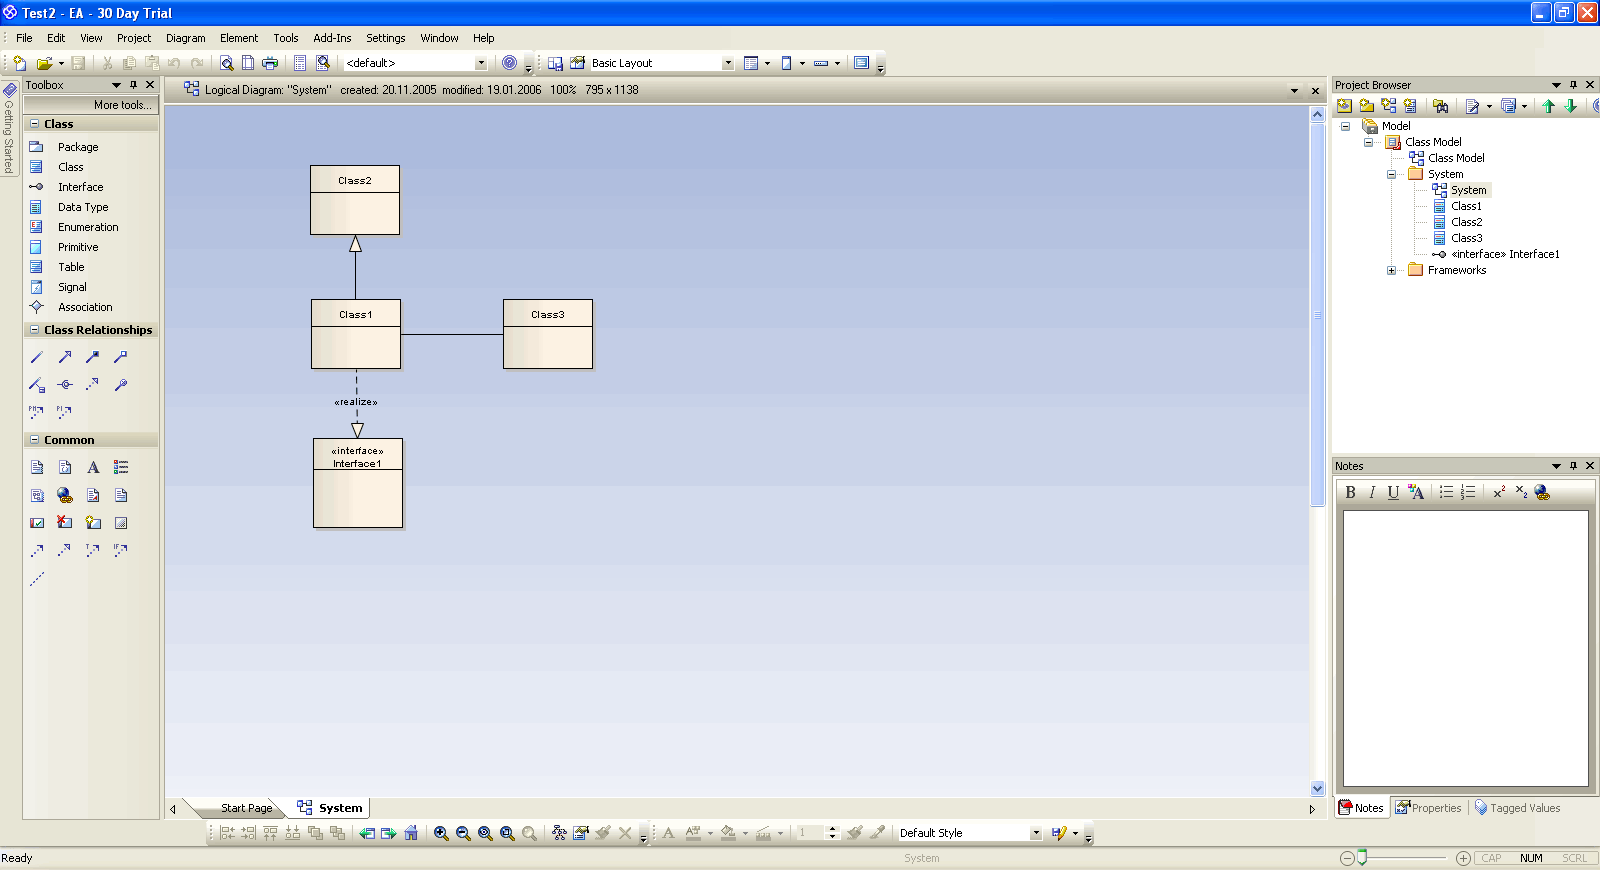 Test2 - EA - 30 Day Trial
File Edit View Project Diagram Element Tools Add-Ins Settings Window Help
<default>
Basic Layout
Getting Started
Toolbox
More tools...
Class
Package
Class
Interface
Data Type
Enumeration
Primitive
Table
Signal
Association
Class Relationships
Common
Logical Diagram: "System" created: 20.11.2005 modified: 19.01.2006 100% 795 x 1138
Class2
Class1
Class3
«realize»
«interface»
Interface1
Start Page
System
Project Browser
Model
Class Model
Class Model
System
System
Class1
Class2
Class3
«interface» Interface1
Frameworks
Notes
B I U A
Notes Properties Tagged Values
1
Default Style
Ready
System
CAP NUM SCRL